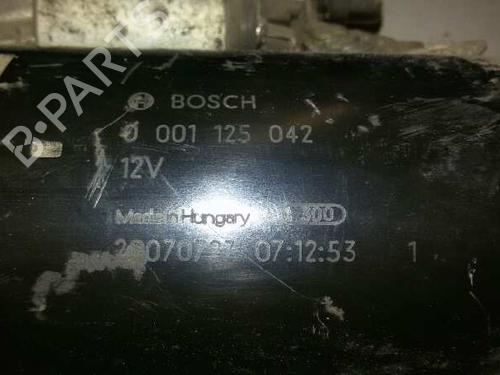 B-PARTS
BOSCH
0 001 125 042
12V
Made in Hungary
07:12:53 1